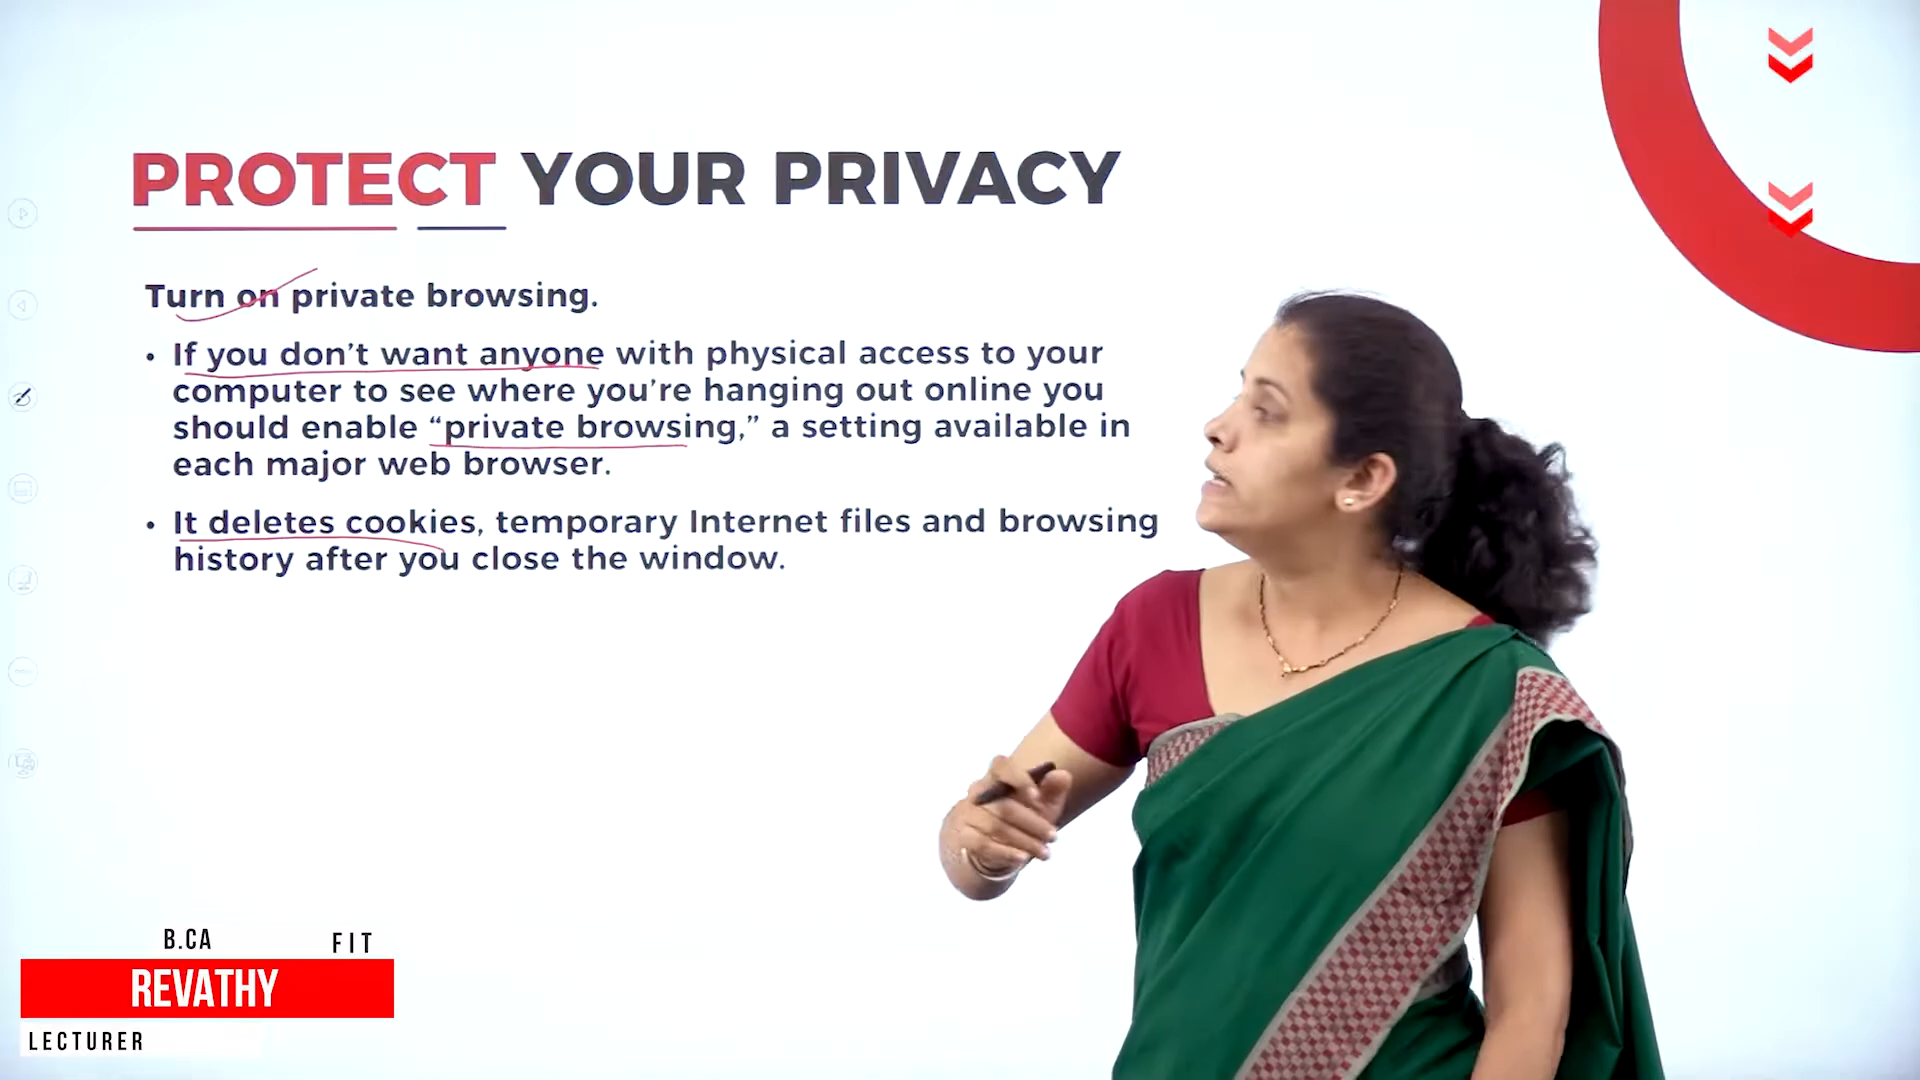 PROTECT YOUR PRIVACY
Turn on private browsing.
• If you don’t want anyone with physical access to your
computer to see where you’re hanging out online you
should enable “private browsing,” a setting available in
each major web browser.
• It deletes cookies, temporary Internet files and browsing
history after you close the window.
B.CA FIT
REVATHY
LECTURER